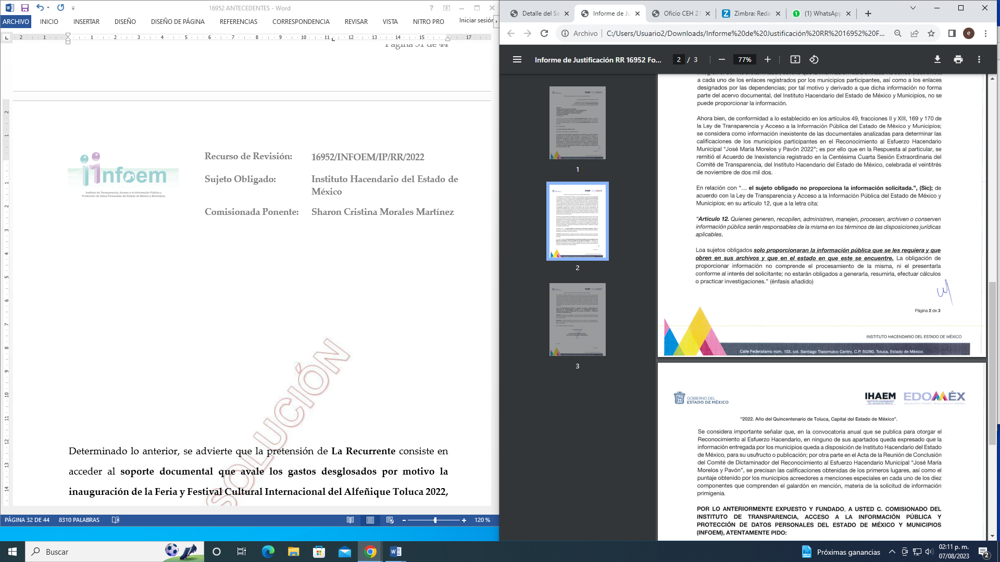 16952 ANTECEDENTES - Word
ARCHIVO INICIO INSERTAR DISEÑO DISEÑO DE PÁGINA REFERENCIAS CORRESPONDENCIA REVISAR VISTA NITRO PRO Iniciar sesión
Página 31 de 44
infoem
Instituto de Transparencia, Acceso a la Información Pública y
Protección de Datos Personales del Estado de México y Municipios
Recurso de Revisión: 16952/INFOEM/IP/RR/2022
Sujeto Obligado: Instituto Hacendario del Estado de
México
Comisionada Ponente: Sharon Cristina Morales Martínez
SOLUCIÓN
Determinado lo anterior, se advierte que la pretensión de La Recurrente consiste en
acceder al soporte documental que avale los gastos desglosados por motivo la
inauguración de la Feria y Festival Cultural Internacional del Alfeñique Toluca 2022,
PÁGINA 32 DE 44 8310 PALABRAS 120 %
Detalle del Se Informe de Ju Oficio CEH 21 Zimbra: Reda (1) WhatsApp
Archivo C:/Users/Usuario2/Downloads/Informe%20de%20Justificación%20RR%2016952%20F...
Informe de Justificación RR 16952 Fo... 2 / 3 77%
1
2
3
a cada uno de los enlaces registrados por los municipios participantes, así como a los enlaces
designados por las dependencias; por tal motivo y derivado a que dicha información no forma
parte del acervo documental, del Instituto Hacendario del Estado de México y Municipios, no se
puede proporcionar la información.
Ahora bien, de conformidad a lo establecido en los artículos 49, fracciones II y XIII, 169 y 170 de
la Ley de Transparencia y Acceso a la Información Pública del Estado de México y Municipios;
se considera como información inexistente de las documentales analizadas para determinar las
calificaciones de los municipios participantes en el Reconocimiento al Esfuerzo Hacendario
Municipal “José María Morelos y Pavón 2022”; es por ello que en la Respuesta al particular, se
remitió el Acuerdo de Inexistencia registrado en la Centésima Cuarta Sesión Extraordinaria del
Comité de Transparencia, del Instituto Hacendario del Estado de México, celebrada el veintitrés
de noviembre de dos mil dos.
En relación con “... el sujeto obligado no proporciona la información solicitada.”, (Sic); de
acuerdo con la Ley de Transparencia y Acceso a la Información Pública del Estado de México y
Municipios; en su artículo 12, que a la letra cita:
“Articulo 12. Quienes generen, recopilen, administren, manejen, procesen, archiven o conserven
información pública serán responsables de la misma en los términos de las disposiciones jurídicas
aplicables.
Loa sujetos obligados solo proporcionaran la información pública que se les requiera y que
obren en sus archivos y que en el estado en que este se encuentre. La obligación de
proporcionar información no comprende el procesamiento de la misma, ni el presentarla
conforme al interés del solicitante; no estarán obligados a generarla, resumirla, efectuar cálculos
o practicar investigaciones.” (énfasis añadido)
Página 2 de 3
INSTITUTO HACENDARIO DEL ESTADO DE MÉXICO
Calle Federalismo núm. 103, col. Santiago Tlaxomulco Centro, C.P. 50280, Toluca, Estado de México.
GOBIERNO DEL
ESTADO DE MÉXICO
IHAEM EDOMÉX
“2022. Año del Quincentenario de Toluca, Capital del Estado de México”.
Se considera importante señalar que, en la convocatoria anual que se publica para otorgar el
Reconocimiento al Esfuerzo Hacendario, en ninguno de sus apartados queda expresado que la
información entregada por los municipios queda a disposición de Instituto Hacendario del Estado
de México, para su usufructo o publicación; por otra parte en el Acta de la Reunión de Conclusión
del Comité de Dictaminador del Reconocimiento al Esfuerzo Hacendario Municipal “José María
Morelos y Pavón”, se precisan las calificaciones obtenidas de los primeros lugares, así como el
puntaje obtenido por los municipios acreedores a menciones especiales en cada uno de los diez
componentes que comprenden el galardón en mención, materia de la solicitud de información
primigenia.
POR LO ANTERIORMENTE EXPUESTO Y FUNDADO, A USTED C. COMISIONADO DEL
INSTITUTO DE TRANSPARENCIA, ACCESO A LA INFORMACIÓN PÚBLICA Y
PROTECCIÓN DE DATOS PERSONALES DEL ESTADO DE MÉXICO Y MUNICIPIOS
(INFOEM), ATENTAMENTE PIDO:
Buscar
Próximas ganancias
02:11 p. m.
07/08/2023
2